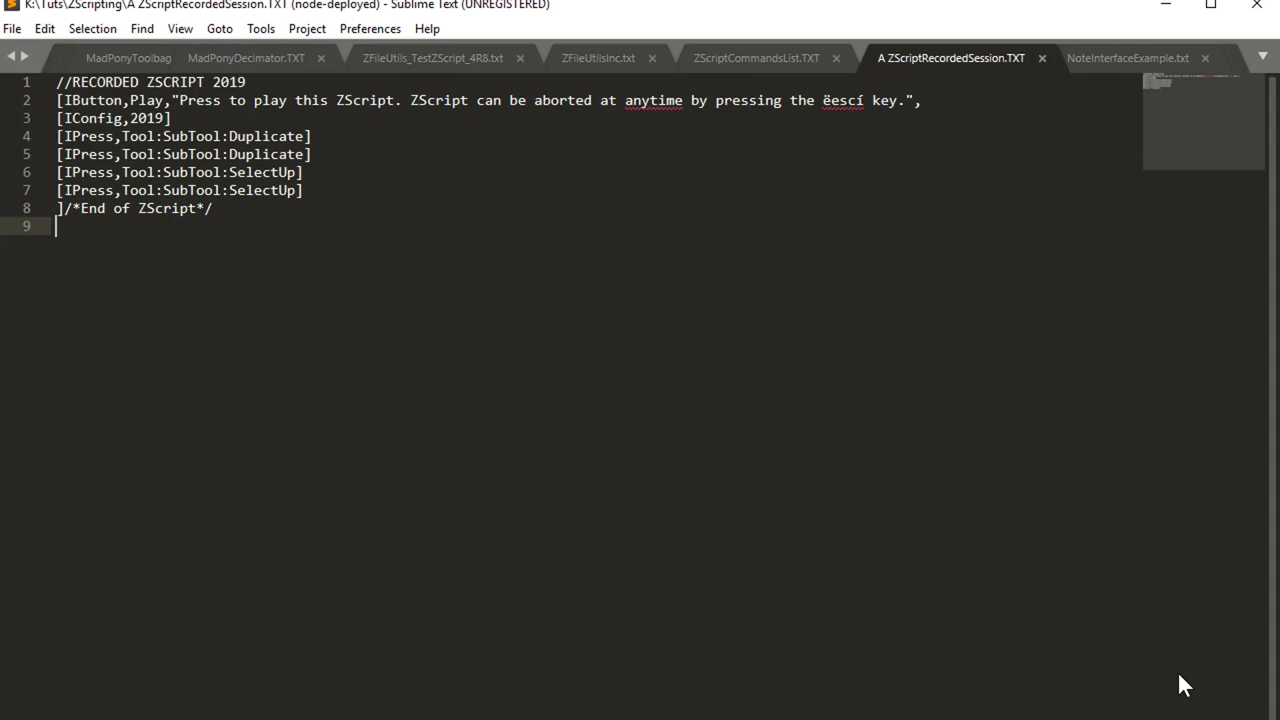 K:\Tuts\ZScripting\A ZScriptRecordedSession.TXT (node-deployed) - Sublime Text (UNREGISTERED)
File Edit Selection Find View Goto Tools Project Preferences Help
MadPonyToolbag MadPonyDecimator.TXT ZFileUtils_TestZScript_4R8.txt ZFileUtilsInc.txt ZScriptCommandsList.TXT A ZScriptRecordedSession.TXT NoteInterfaceExample.txt
1 //RECORDED ZSCRIPT 2019
2 [IButton,Play,"Press to play this ZScript. ZScript can be aborted at anytime by pressing the ëescí key.",
3 [IConfig,2019]
4 [IPress,Tool:SubTool:Duplicate]
5 [IPress,Tool:SubTool:Duplicate]
6 [IPress,Tool:SubTool:SelectUp]
7 [IPress,Tool:SubTool:SelectUp]
8 ]/*End of ZScript*/
9